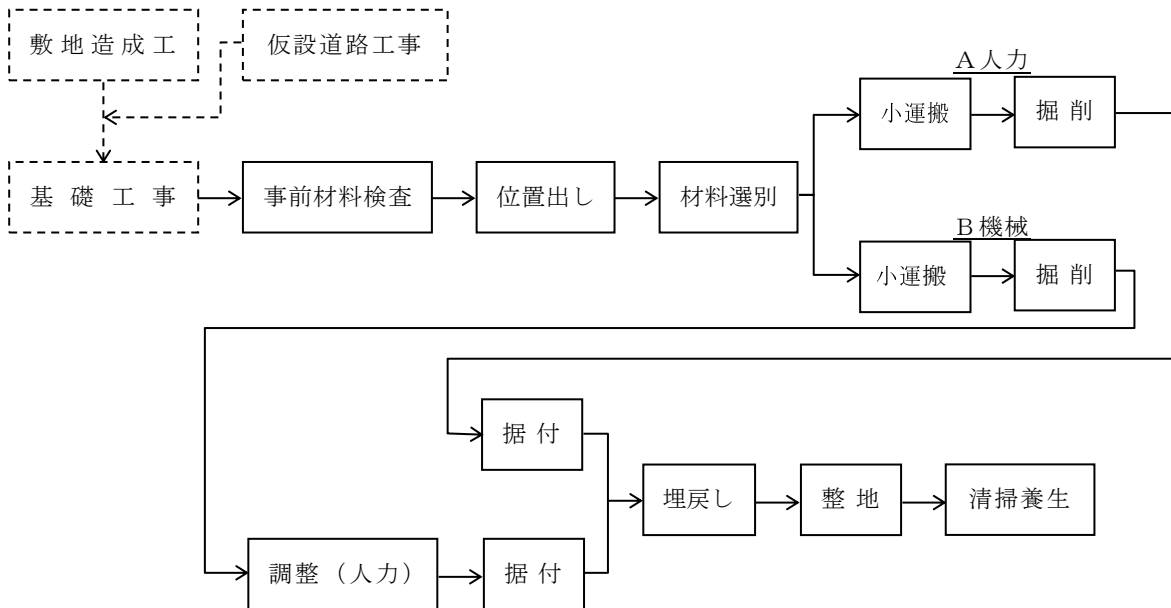 敷地造成工
仮設道路工事
A人力
小運搬
掘削
基礎工事
事前材料検査
位置出し
材料選別
B機械
小運搬
掘削
据付
埋戻し
整地
清掃養生
調整（人力）
据付